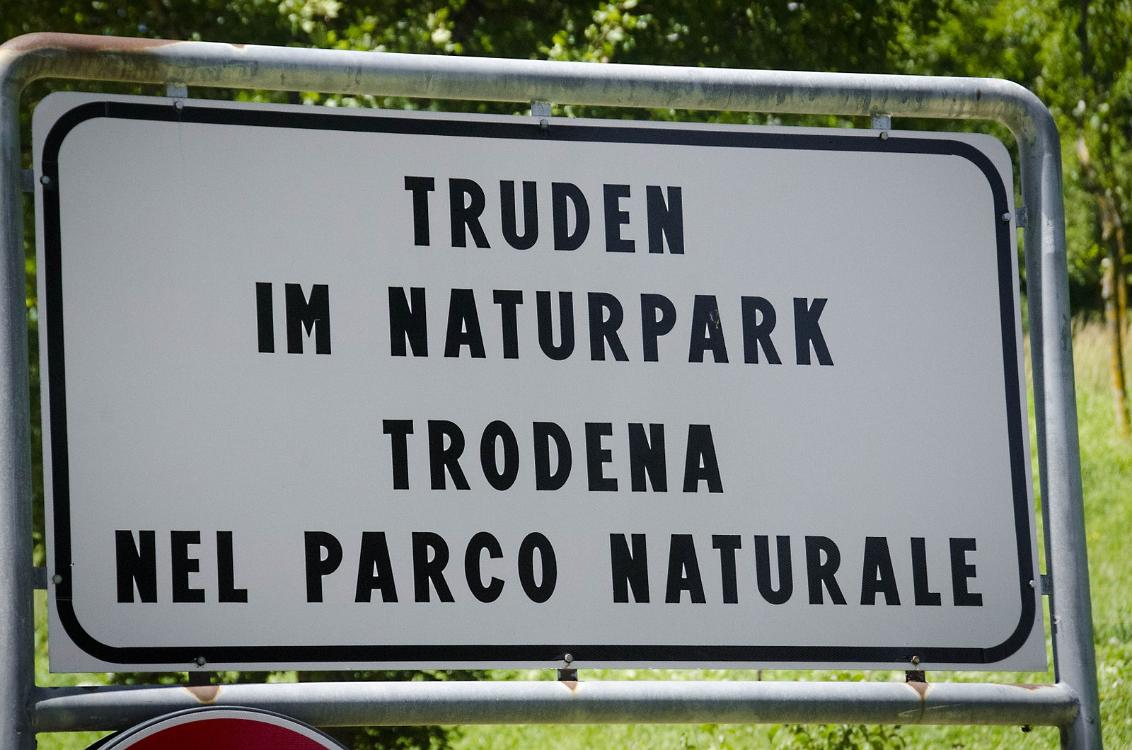 TRUDEN
IM NATURPARK
TRODENA
NEL PARCO NATURALE